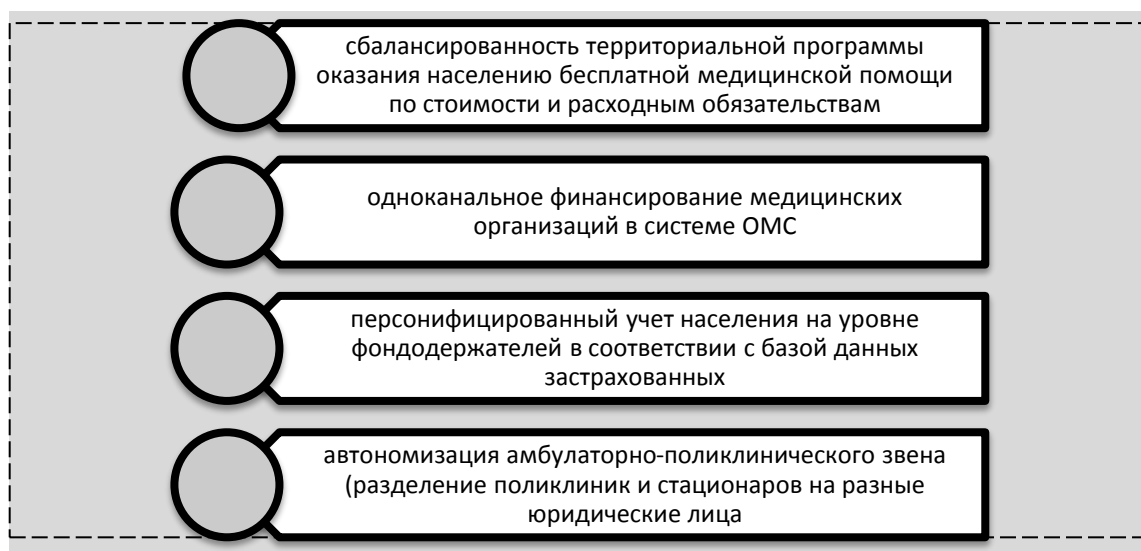 сбалансированность территориальной программы
оказания населению бесплатной медицинской помощи
по стоимости и расходным обязательствам
одноканальное финансирование медицинских
организаций в системе ОМС
персонифицированный учет населения на уровне
фондодержателей в соответствии с базой данных
застрахованных
автономизация амбулаторно-поликлинического звена
(разделение поликлиник и стационаров на разные
юридические лица